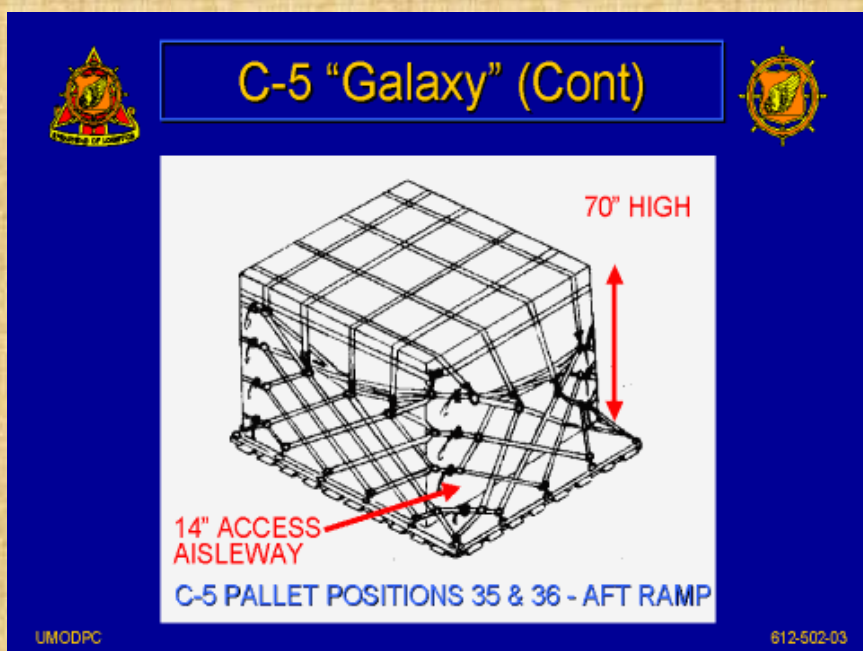 C-5 “Galaxy” (Cont)
70” HIGH
14” ACCESS
AISLEWAY
C-5 PALLET POSITIONS 35 & 36 - AFT RAMP
UMODPC
612-502-03